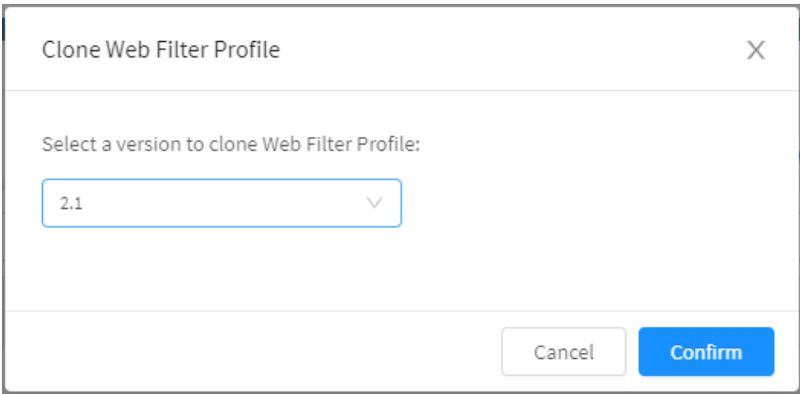 Clone Web Filter Profile
Select a version to clone Web Filter Profile:
2.1
Cancel
Confirm